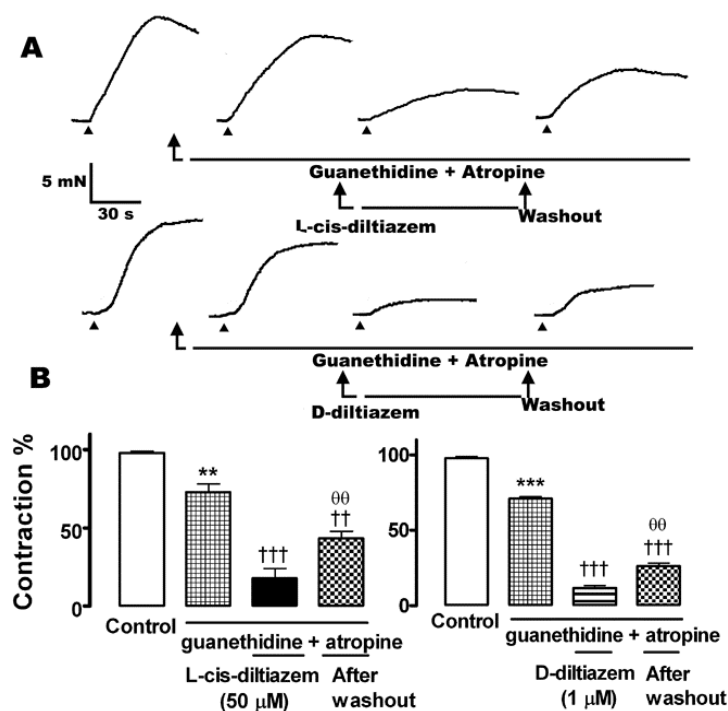 A
5 mN
30 s
Guanethidine + Atropine
L-cis-diltiazem
Washout
Guanethidine + Atropine
D-diltiazem
Washout
B
Contraction %
100
50
0
**
†††
θθ
††
Control
guanethidine + atropine
L-cis-diltiazem
(50 μM)
After
washout
100
50
0
***
†††
θθ
†††
Control
guanethidine + atropine
D-diltiazem
(1 μM)
After
washout